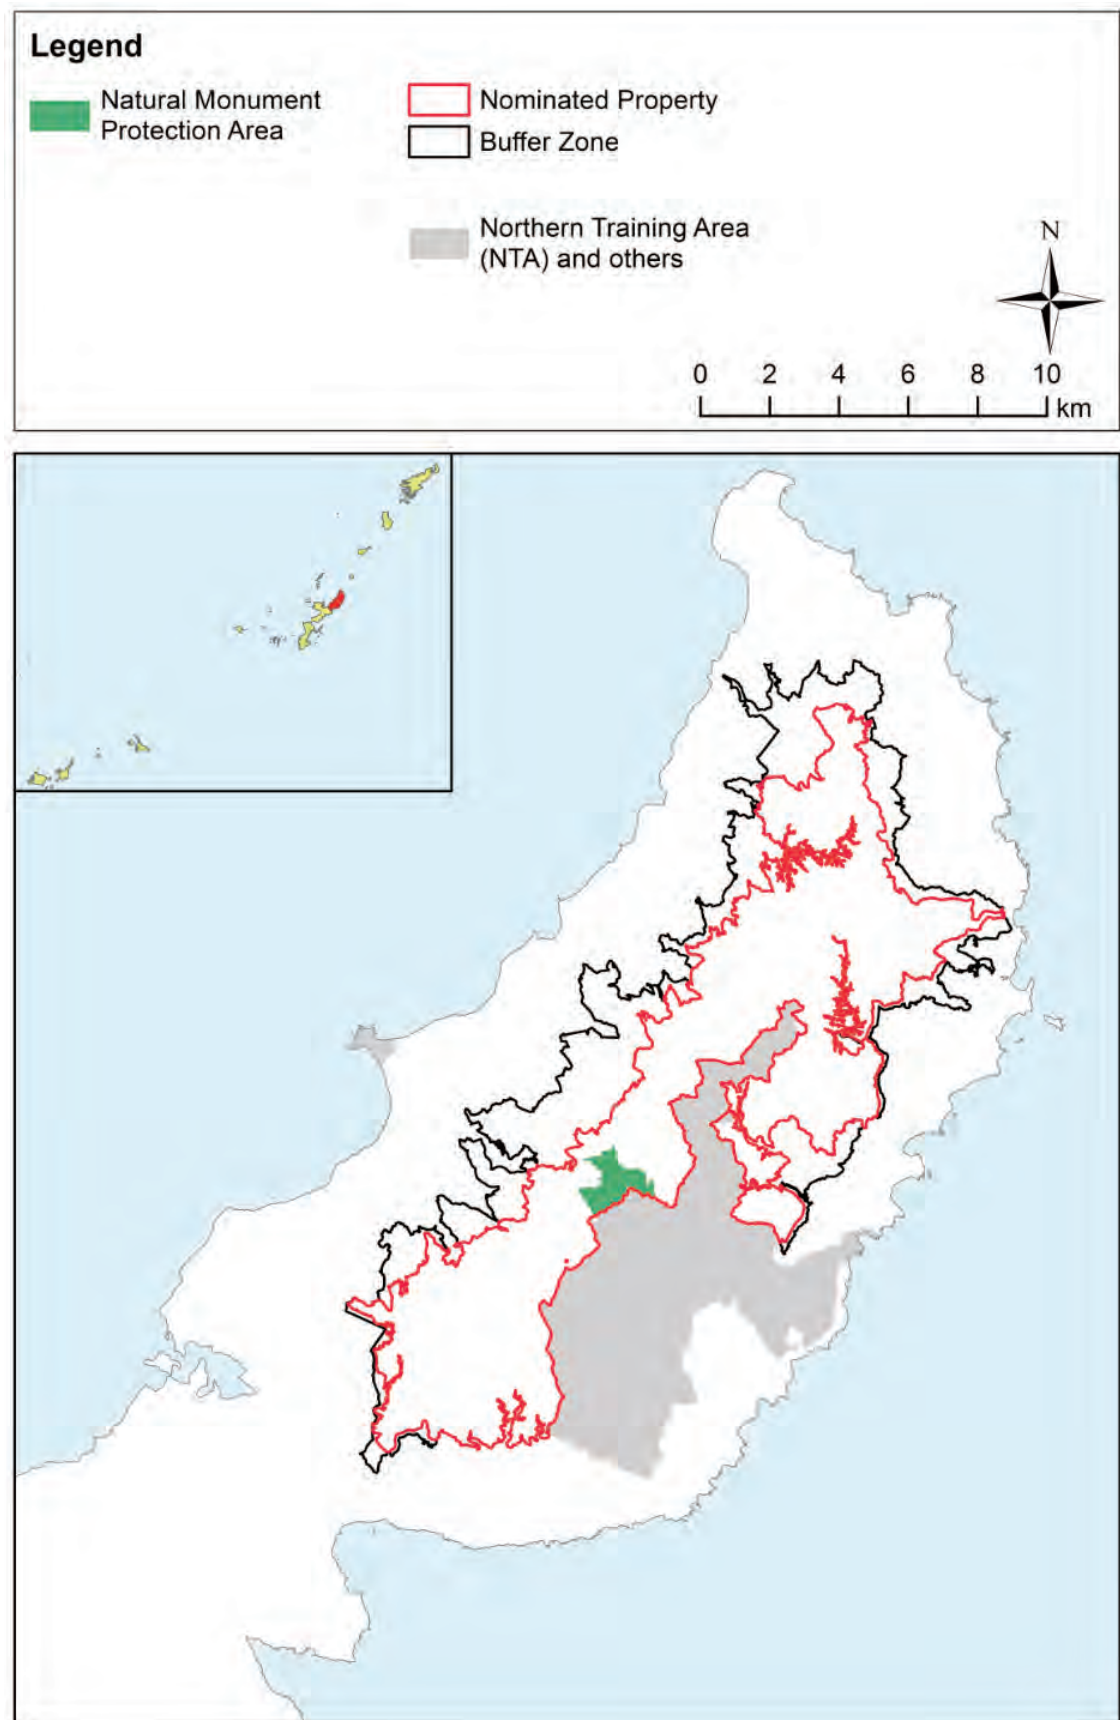 Legend
Natural Monument
Protection Area
Nominated Property
Buffer Zone
Northern Training Area
(NTA) and others
N
0 2 4 6 8 10
km